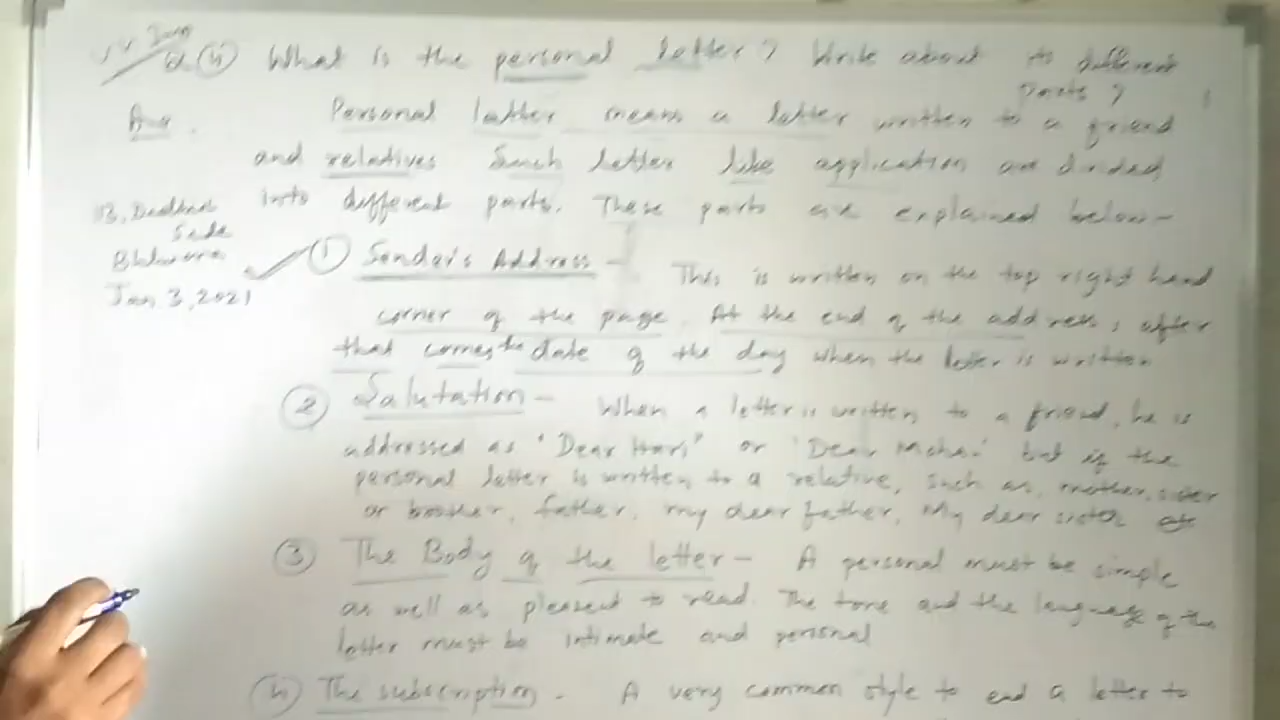 Q (4) What is the personal letter? Write about to different
parts?
Ans. Personal latter means a letter written to a friend
and relatives Such letter like application are divided
into different parts. These parts are explained below-
(1) Sender's Address - This is written on the top right hand
corner of the page. At the end of the address, after
that comes the date of the day when the letter is written
Jan 3, 2021
(2) Salutation - When a letter is written to a friend, he is
addressed as 'Dear Hari' or 'Dear but if the
personal letter is written to a relative, such as, mother, sister
or brother, father, my dear father, My dear sister etc
(3) The Body of the letter - A personal must be simple
as well as pleasent to read. The tone and the language of the
letter must be intimate and personal
(4) The subscription - A very common style to end a letter to